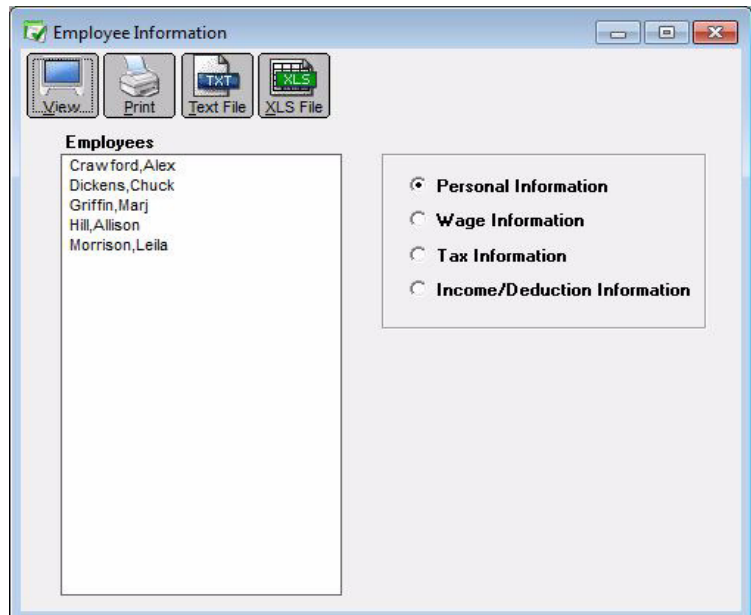 Employee Information
View...
Print
TXT
Text File
XLS
XLS File
Employees
Crawford,Alex
Dickens,Chuck
Griffin,Marj
Hill,Allison
Morrison,Leila
Personal Information
Wage Information
Tax Information
Income/Deduction Information